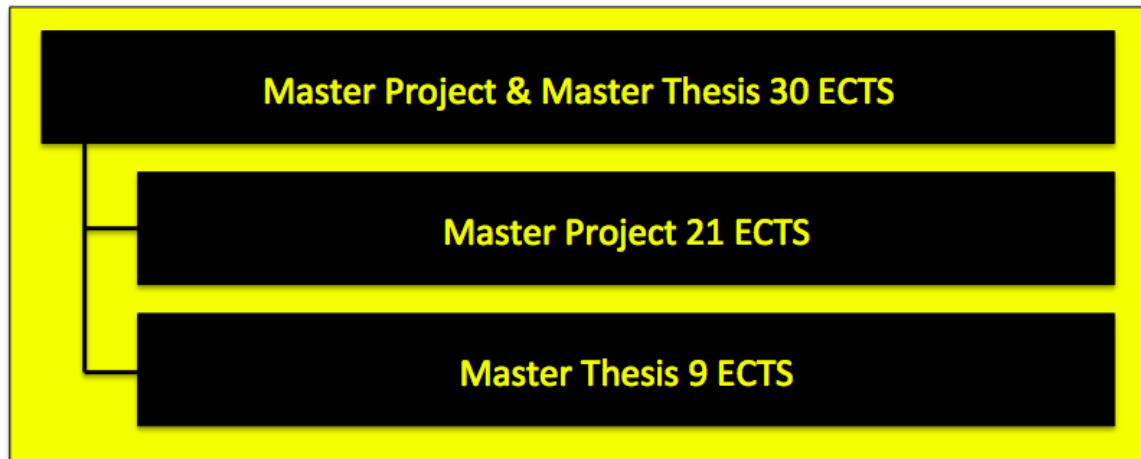 Master Project & Master Thesis 30 ECTS
Master Project 21 ECTS
Master Thesis 9 ECTS